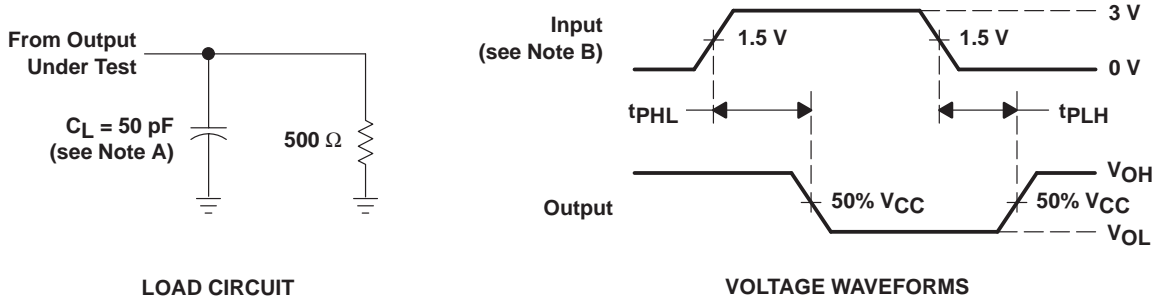 From Output
Under Test
CL = 50 pF
(see Note A)
500 Ω
LOAD CIRCUIT
Input
(see Note B)
1.5 V
1.5 V
3 V
0 V
tPHL
tPLH
Output
50% VCC
50% VCC
VOH
VOL
VOLTAGE WAVEFORMS